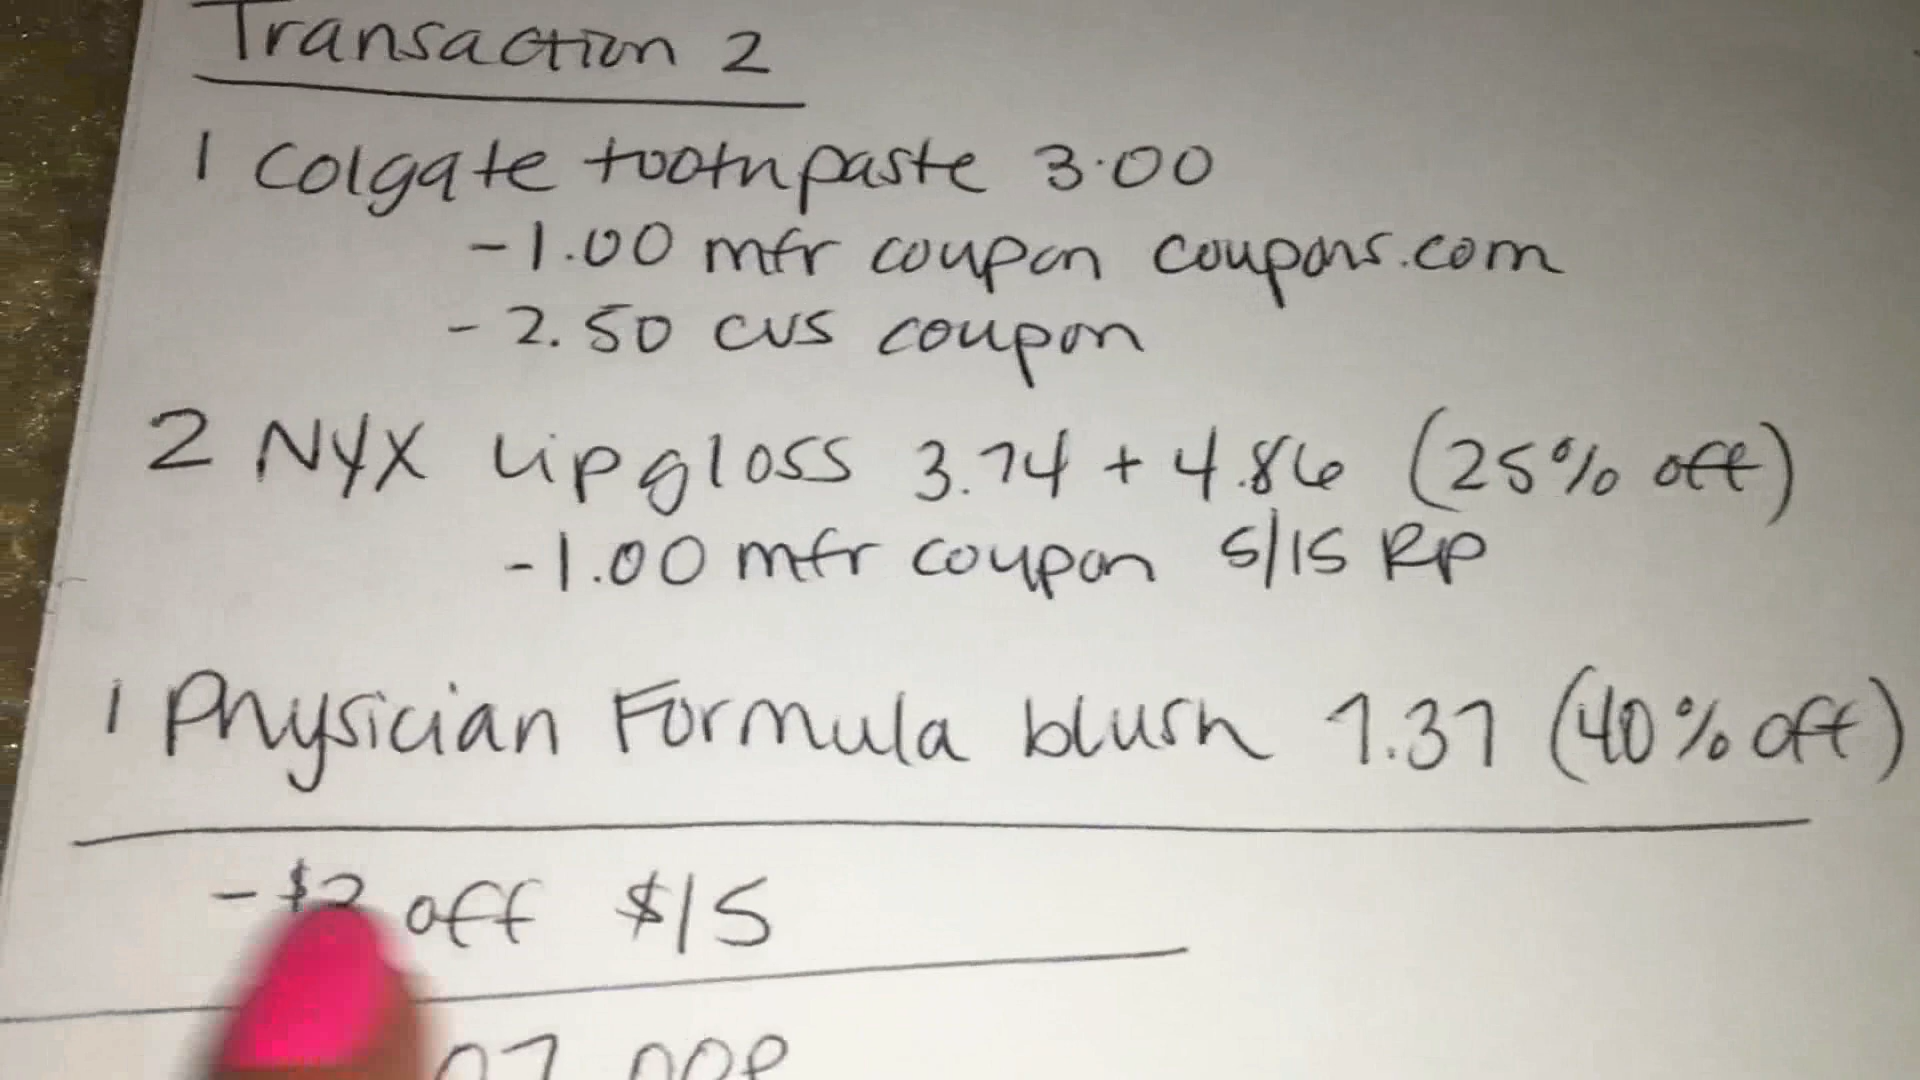 Transaction 2
1 Colgate toothpaste 3.00
-1.00 mfr coupon coupons.com
-2.50 CVS coupon
2 NYX lipgloss 3.74 + 4.86 (25% off)
-1.00 mfr coupon 5/15 RP
1 Physician Formula blush 7.37 (40% off)
- off $15
OOP